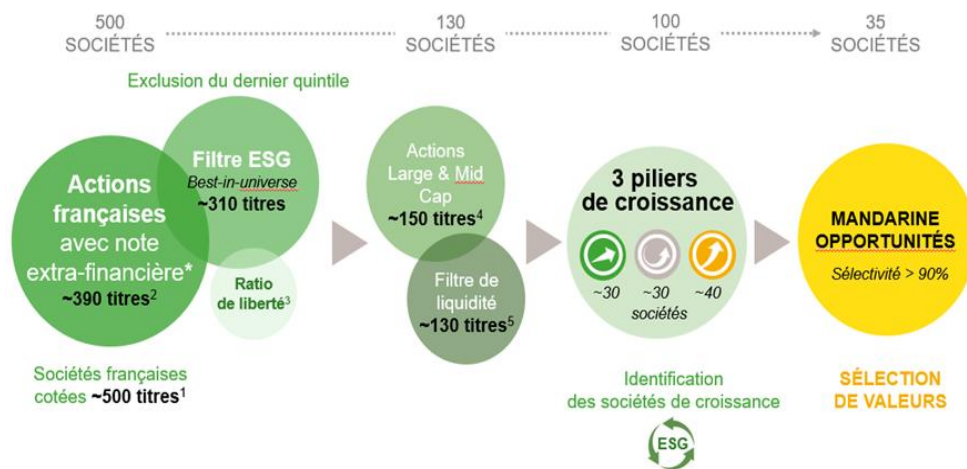 500
SOCIÉTÉS
130
SOCIÉTÉS
100
SOCIÉTÉS
35
SOCIÉTÉS
Exclusion du dernier quintile
Actions
françaises
avec note
extra-financière*
~390 titres2
Filtre ESG
Best-in-universe
~310 titres
Ratio
de liberté3
Sociétés françaises
cotées ~500 titres1
Actions
Large & Mid
Cap
~150 titres4
Filtre de
liquidité
~130 titres5
3 piliers
de croissance
~30 ~30 ~40
sociétés
Identification
des sociétés de croissance
ESG
MANDARINE
OPPORTUNITÉS
Sélectivité > 90%
SÉLECTION
DE VALEURS